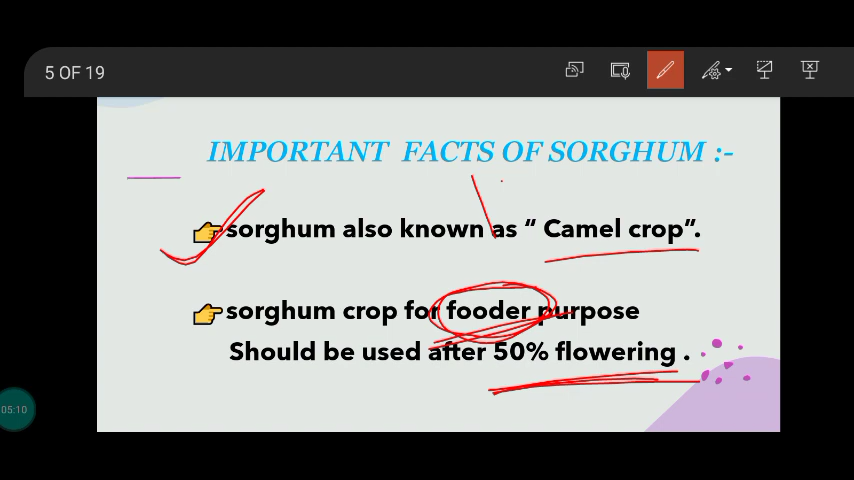 5 OF 19
IMPORTANT FACTS OF SORGHUM :-
👉sorghum also known as “ Camel crop”.
👉sorghum crop for fooder purpose
Should be used after 50% flowering .
05:10